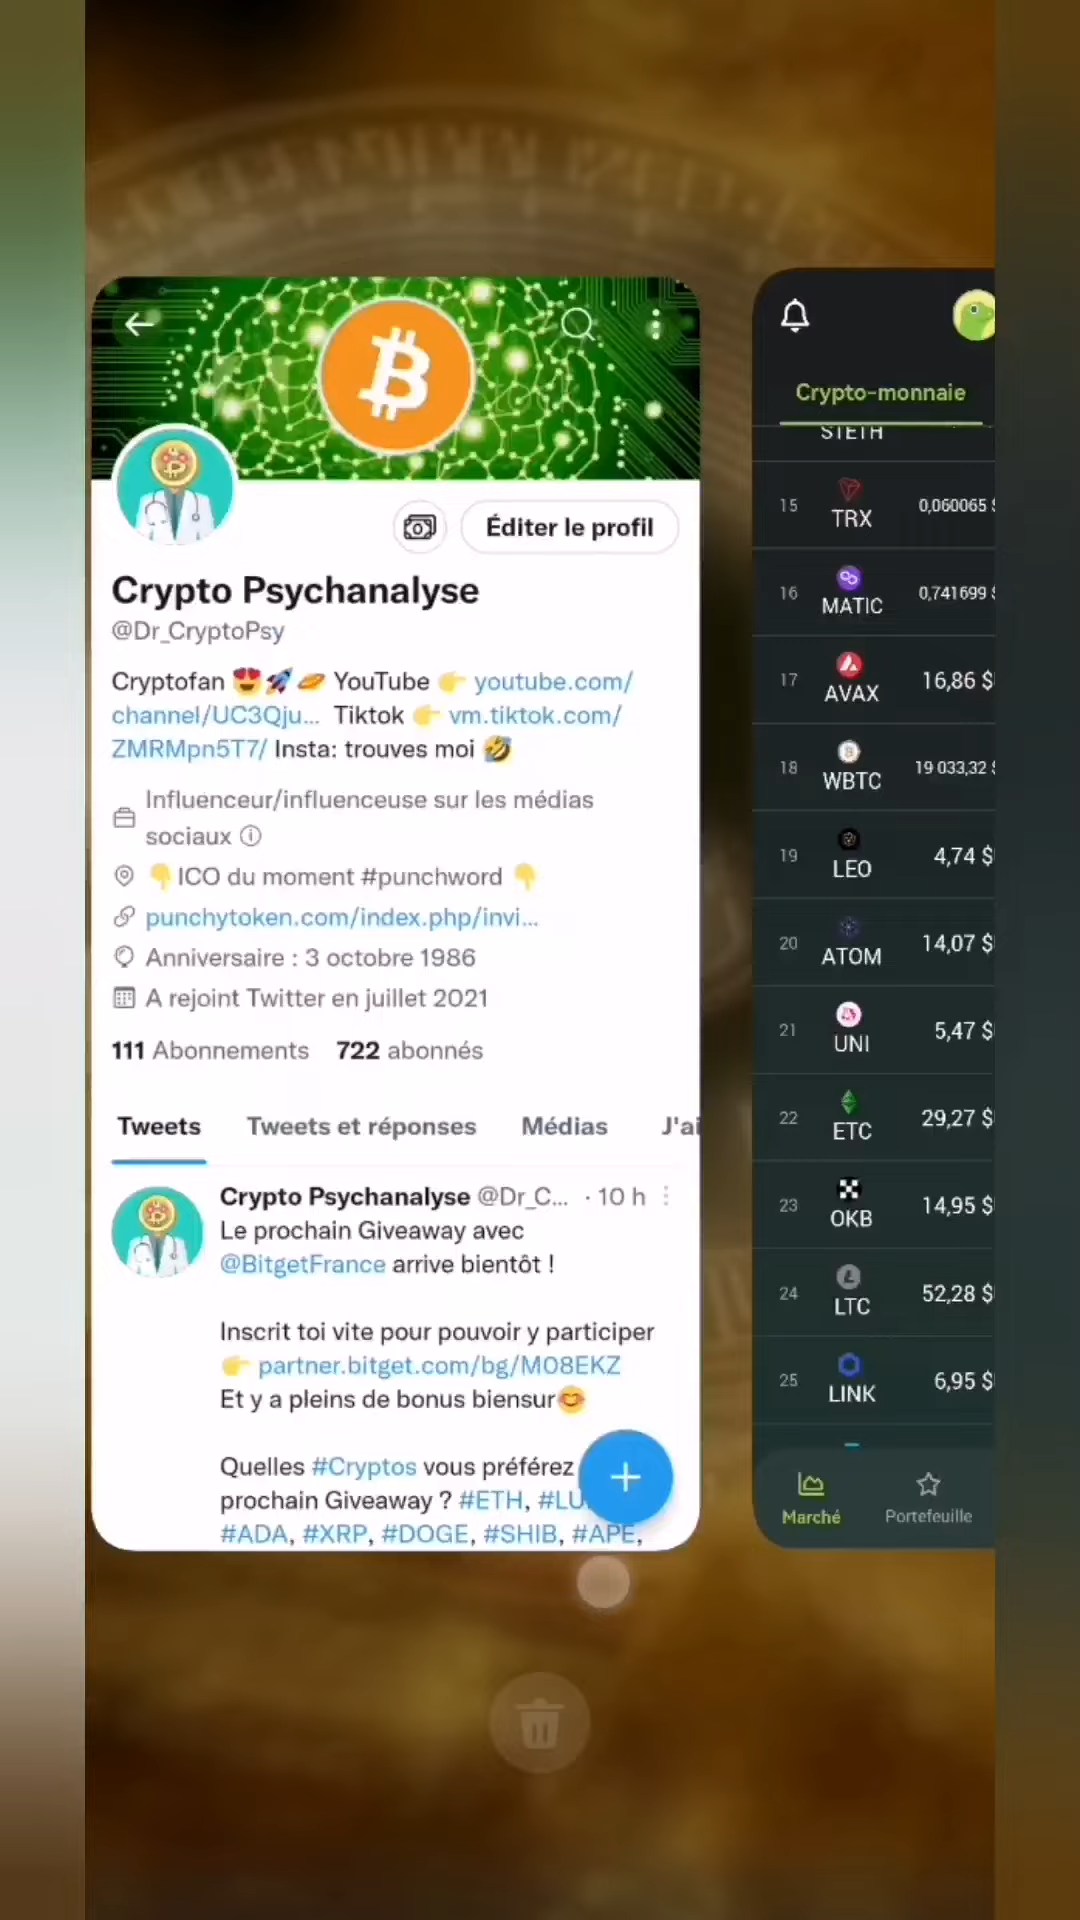 Éditer le profil
Crypto Psychanalyse
@Dr_CryptoPsy
Cryptofan 😍🚀🪐 YouTube 👉 youtube.com/
channel/UC3Qju... Tiktok 👉 vm.tiktok.com/
ZMRMpn5T7/ Insta: trouves moi 🤣
Influenceur/influenceuse sur les médias
sociaux
👇 ICO du moment #punchword 👇
punchytoken.com/index.php/invi...
Anniversaire : 3 octobre 1986
A rejoint Twitter en juillet 2021
111 Abonnements 722 abonnés
Tweets Tweets et réponses Médias J'ai
Crypto Psychanalyse @Dr_C... · 10 h
Le prochain Giveaway avec
@BitgetFrance arrive bientôt !
Inscrit toi vite pour pouvoir y participer
👉 partner.bitget.com/bg/M08EKZ
Et y a pleins de bonus biensur😊
Quelles #Cryptos vous préférez
prochain Giveaway ? #ETH, #LU
#ADA, #XRP, #DOGE, #SHIB, #APE,
Crypto-monnaie
STETH
15 TRX 0,060065 $
16 MATIC 0,741699 $
17 AVAX 16,86 $
18 WBTC 19 033,32 $
19 LEO 4,74 $
20 ATOM 14,07 $
21 UNI 5,47 $
22 ETC 29,27 $
23 OKB 14,95 $
24 LTC 52,28 $
25 LINK 6,95 $
Marché Portefeuille